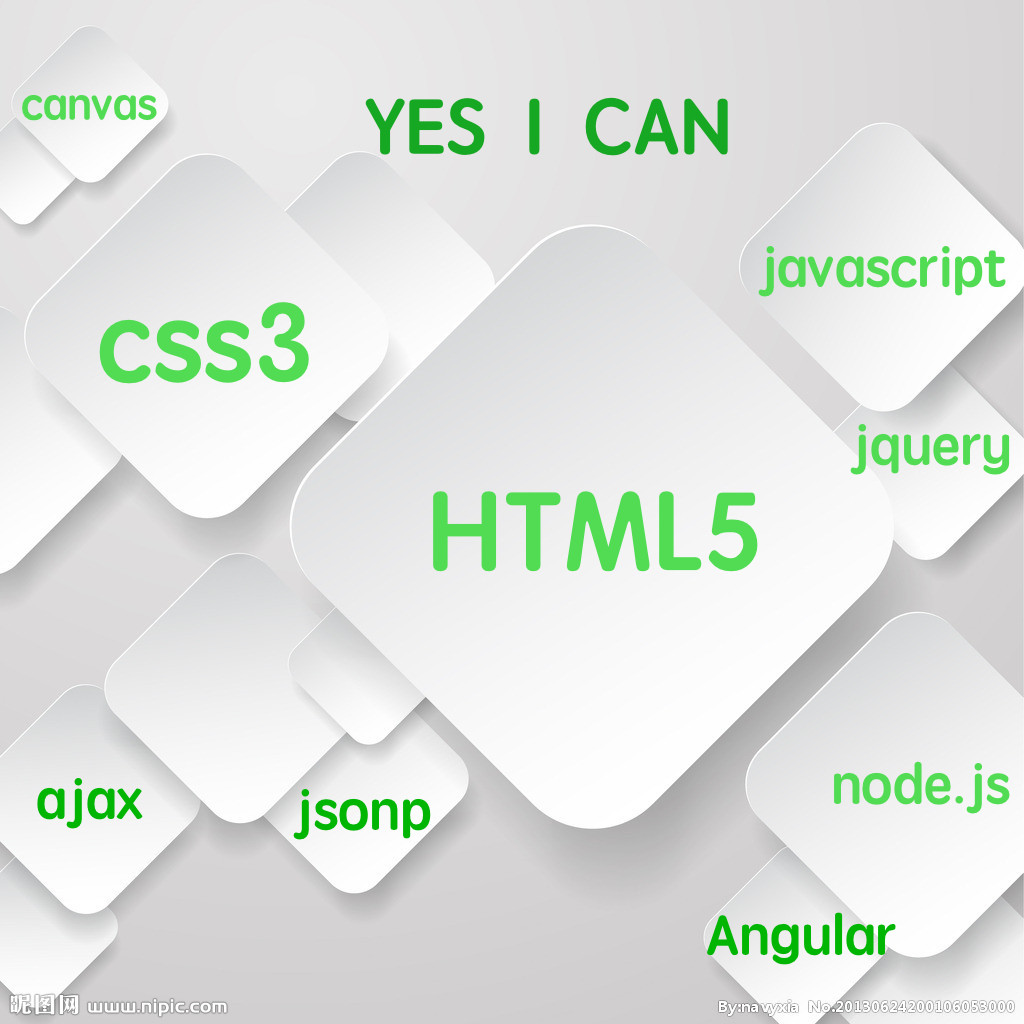 canvas
YES I CAN
javascript
css3
jquery
HTML5
ajax
jsonp
node.js
Angular
昵图网 www.nipic.com
By:navyxia No.20130624200106053000